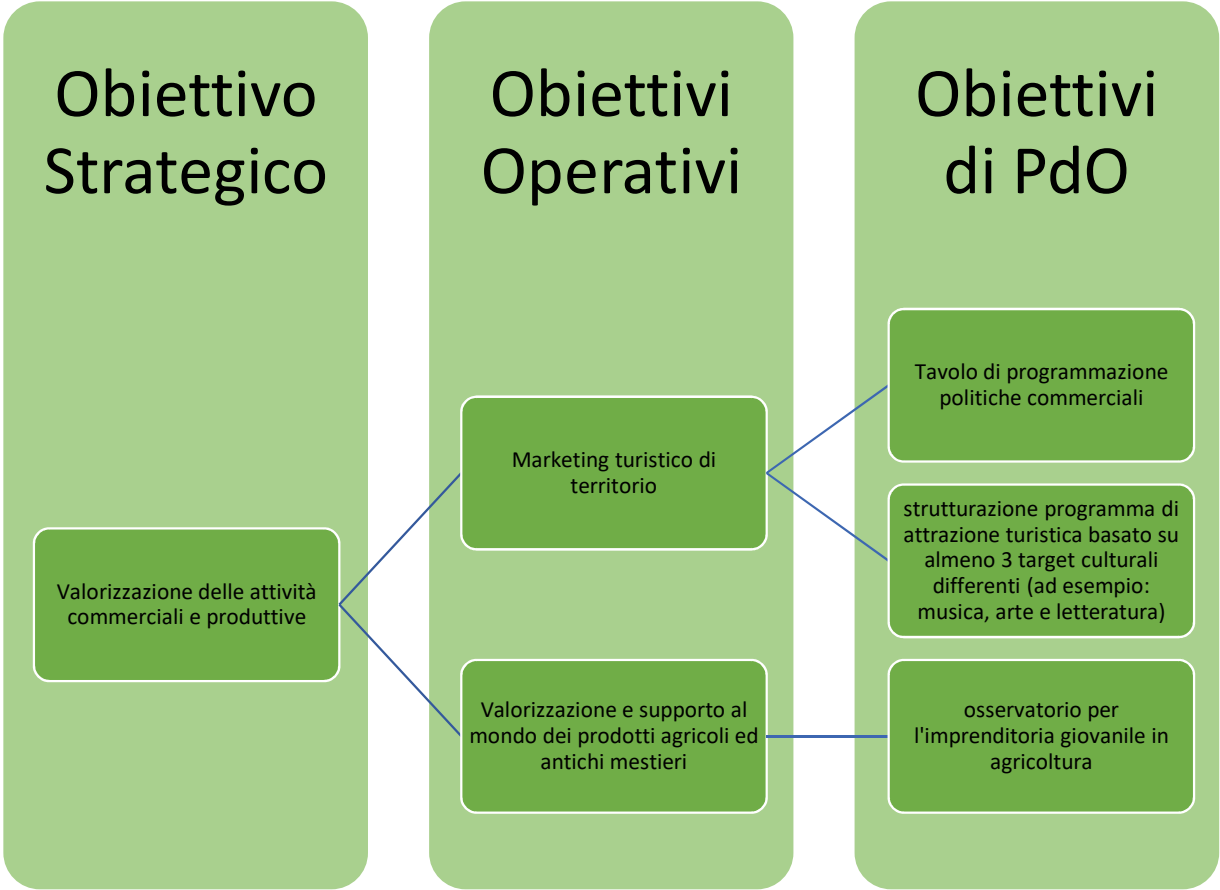 Obiettivo
Strategico
Obiettivi
Operativi
Obiettivi
di PdO
Valorizzazione delle attività
commerciali e produttive
Marketing turistico di
territorio
Valorizzazione e supporto al
mondo dei prodotti agricoli ed
antichi mestieri
Tavolo di programmazione
politiche commerciali
strutturazione programma di
attrazione turistica basato su
almeno 3 target culturali
differenti (ad esempio:
musica, arte e letteratura)
osservatorio per
l'imprenditoria giovanile in
agricoltura